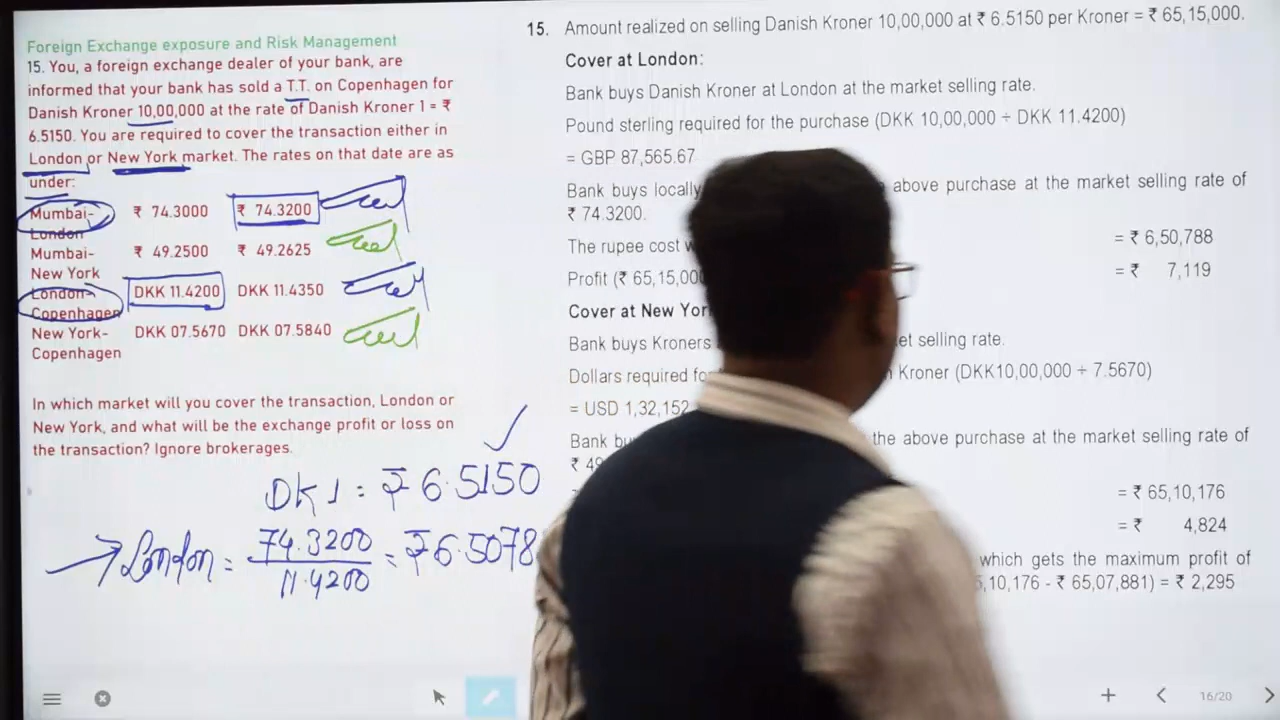 Foreign Exchange exposure and Risk Management
15. You, a foreign exchange dealer of your bank, are
informed that your bank has sold a T.T. on Copenhagen for
Danish Kroner 10,00,000 at the rate of Danish Kroner 1 = ₹
6.5150. You are required to cover the transaction either in
London or New York market. The rates on that date are as
under:
Mumbai- ₹ 74.3000 ₹ 74.3200
London
Mumbai- ₹ 49.2500 ₹ 49.2625
New York
London- DKK 11.4200 DKK 11.4350
Copenhagen
New York- DKK 07.5670 DKK 07.5840
Copenhagen
In which market will you cover the transaction, London or
New York, and what will be the exchange profit or loss on
the transaction? Ignore brokerages.
DK 1 = ₹ 6.5150
London = 74.3200 = ₹ 6.5078
11.4200
15. Amount realized on selling Danish Kroner 10,00,000 at ₹ 6.5150 per Kroner = ₹ 65,15,000.
Cover at London:
Bank buys Danish Kroner at London at the market selling rate.
Pound sterling required for the purchase (DKK 10,00,000 ÷ DKK 11.4200)
= GBP 87,565.67
Bank buys locally above purchase at the market selling rate of
₹ 74.3200.
The rupee cost = ₹ 6,50,788
Profit (₹ 65,15,00 = ₹ 7,119
Cover at New
Bank buys Kroners selling rate.
Dollars required Kroner (DKK10,00,000 ÷ 7.5670)
= USD 1,32,152
Bank the above purchase at the market selling rate of
= ₹ 65,10,176
= ₹ 4,824
which gets the maximum profit of
,10,176 - ₹ 65,07,881) = ₹ 2,295
16/20